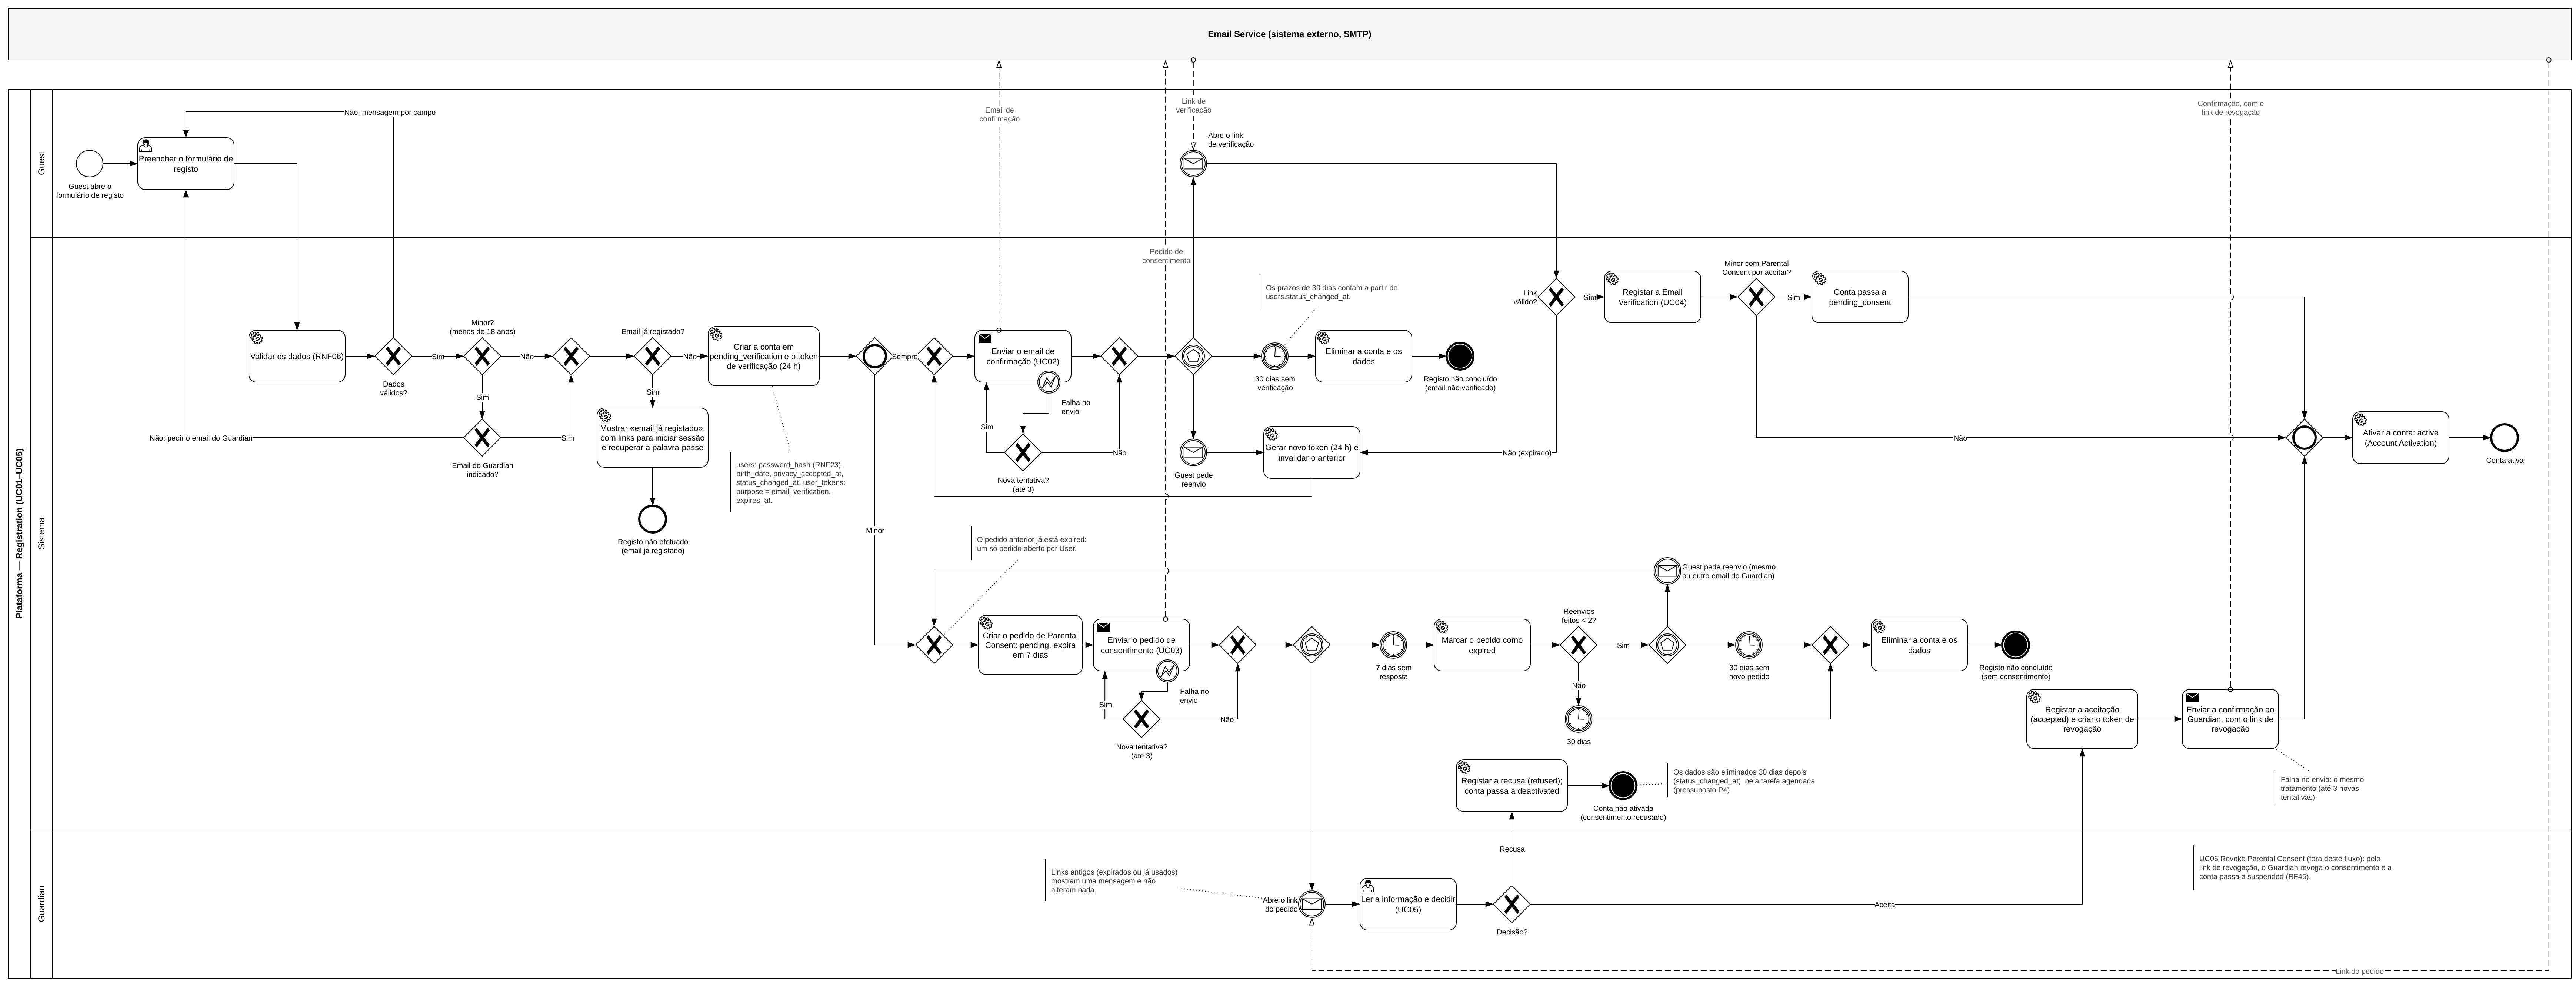 Email Service (sistema externo, SMTP)
Plataforma — Registration (UC01–UC05)
Guest
Não: mensagem por campo
Guest abre o
formulário de registo
Preencher o formulário de
registo
Email de
confirmação
Link de
verificação
Abre o link
de verificação
Confirmação, com o
link de revogação
Sistema
Validar os dados (RNF06)
Dados
válidos?
Sim
Minor?
(menos de 18 anos)
Não
Sim
Email do Guardian
indicado?
Não: pedir o email do Guardian
Sim
Email já registado?
Não
Sim
Mostrar «email já registado»,
com links para iniciar sessão
e recuperar a palavra-passe
Registo não efetuado
(email já registado)
Criar a conta em
pending_verification e o token
de verificação (24 h)
users: password_hash (RNF23),
birth_date, privacy_accepted_at,
status_changed_at. user_tokens:
purpose = email_verification,
expires_at.
Sempre
Minor
Enviar o email de
confirmação (UC02)
Falha no
envio
Sim
Nova tentativa?
(até 3)
Não
Pedido de
consentimento
Os prazos de 30 dias contam a partir de
users.status_changed_at.
30 dias sem
verificação
Eliminar a conta e os
dados
Registo não concluído
(email não verificado)
Guest pede
reenvio
Gerar novo token (24 h) e
invalidar o anterior
Não (expirado)
Link
válido?
Sim
Registar a Email
Verification (UC04)
Minor com Parental
Consent por aceitar?
Sim
Conta passa a
pending_consent
Não
Ativar a conta: active
(Account Activation)
Conta ativa
O pedido anterior já está expired:
um só pedido aberto por User.
Criar o pedido de Parental
Consent: pending, expira
em 7 dias
Enviar o pedido de
consentimento (UC03)
Falha no
envio
Sim
Nova tentativa?
(até 3)
Não
7 dias sem
resposta
Marcar o pedido como
expired
Reenvios
feitos < 2?
Sim
Não
30 dias
Guest pede reenvio (mesmo
ou outro email do Guardian)
30 dias sem
novo pedido
Eliminar a conta e os
dados
Registo não concluído
(sem consentimento)
Registar a recusa (refused);
conta passa a deactivated
Conta não ativada
(consentimento recusado)
Os dados são eliminados 30 dias depois
(status_changed_at), pela tarefa agendada
(pressuposto P4).
Registar a aceitação
(accepted) e criar o token de
revogação
Enviar a confirmação ao
Guardian, com o link de
revogação
Falha no envio: o mesmo
tratamento (até 3 novas
tentativas).
Guardian
Links antigos (expirados ou já usados)
mostram uma mensagem e não
alteram nada.
Abre o link
do pedido
Ler a informação e decidir
(UC05)
Recusa
Decisão?
Aceita
UC06 Revoke Parental Consent (fora deste fluxo): pelo
link de revogação, o Guardian revoga o consentimento e a
conta passa a suspended (RF45).
Link do pedido